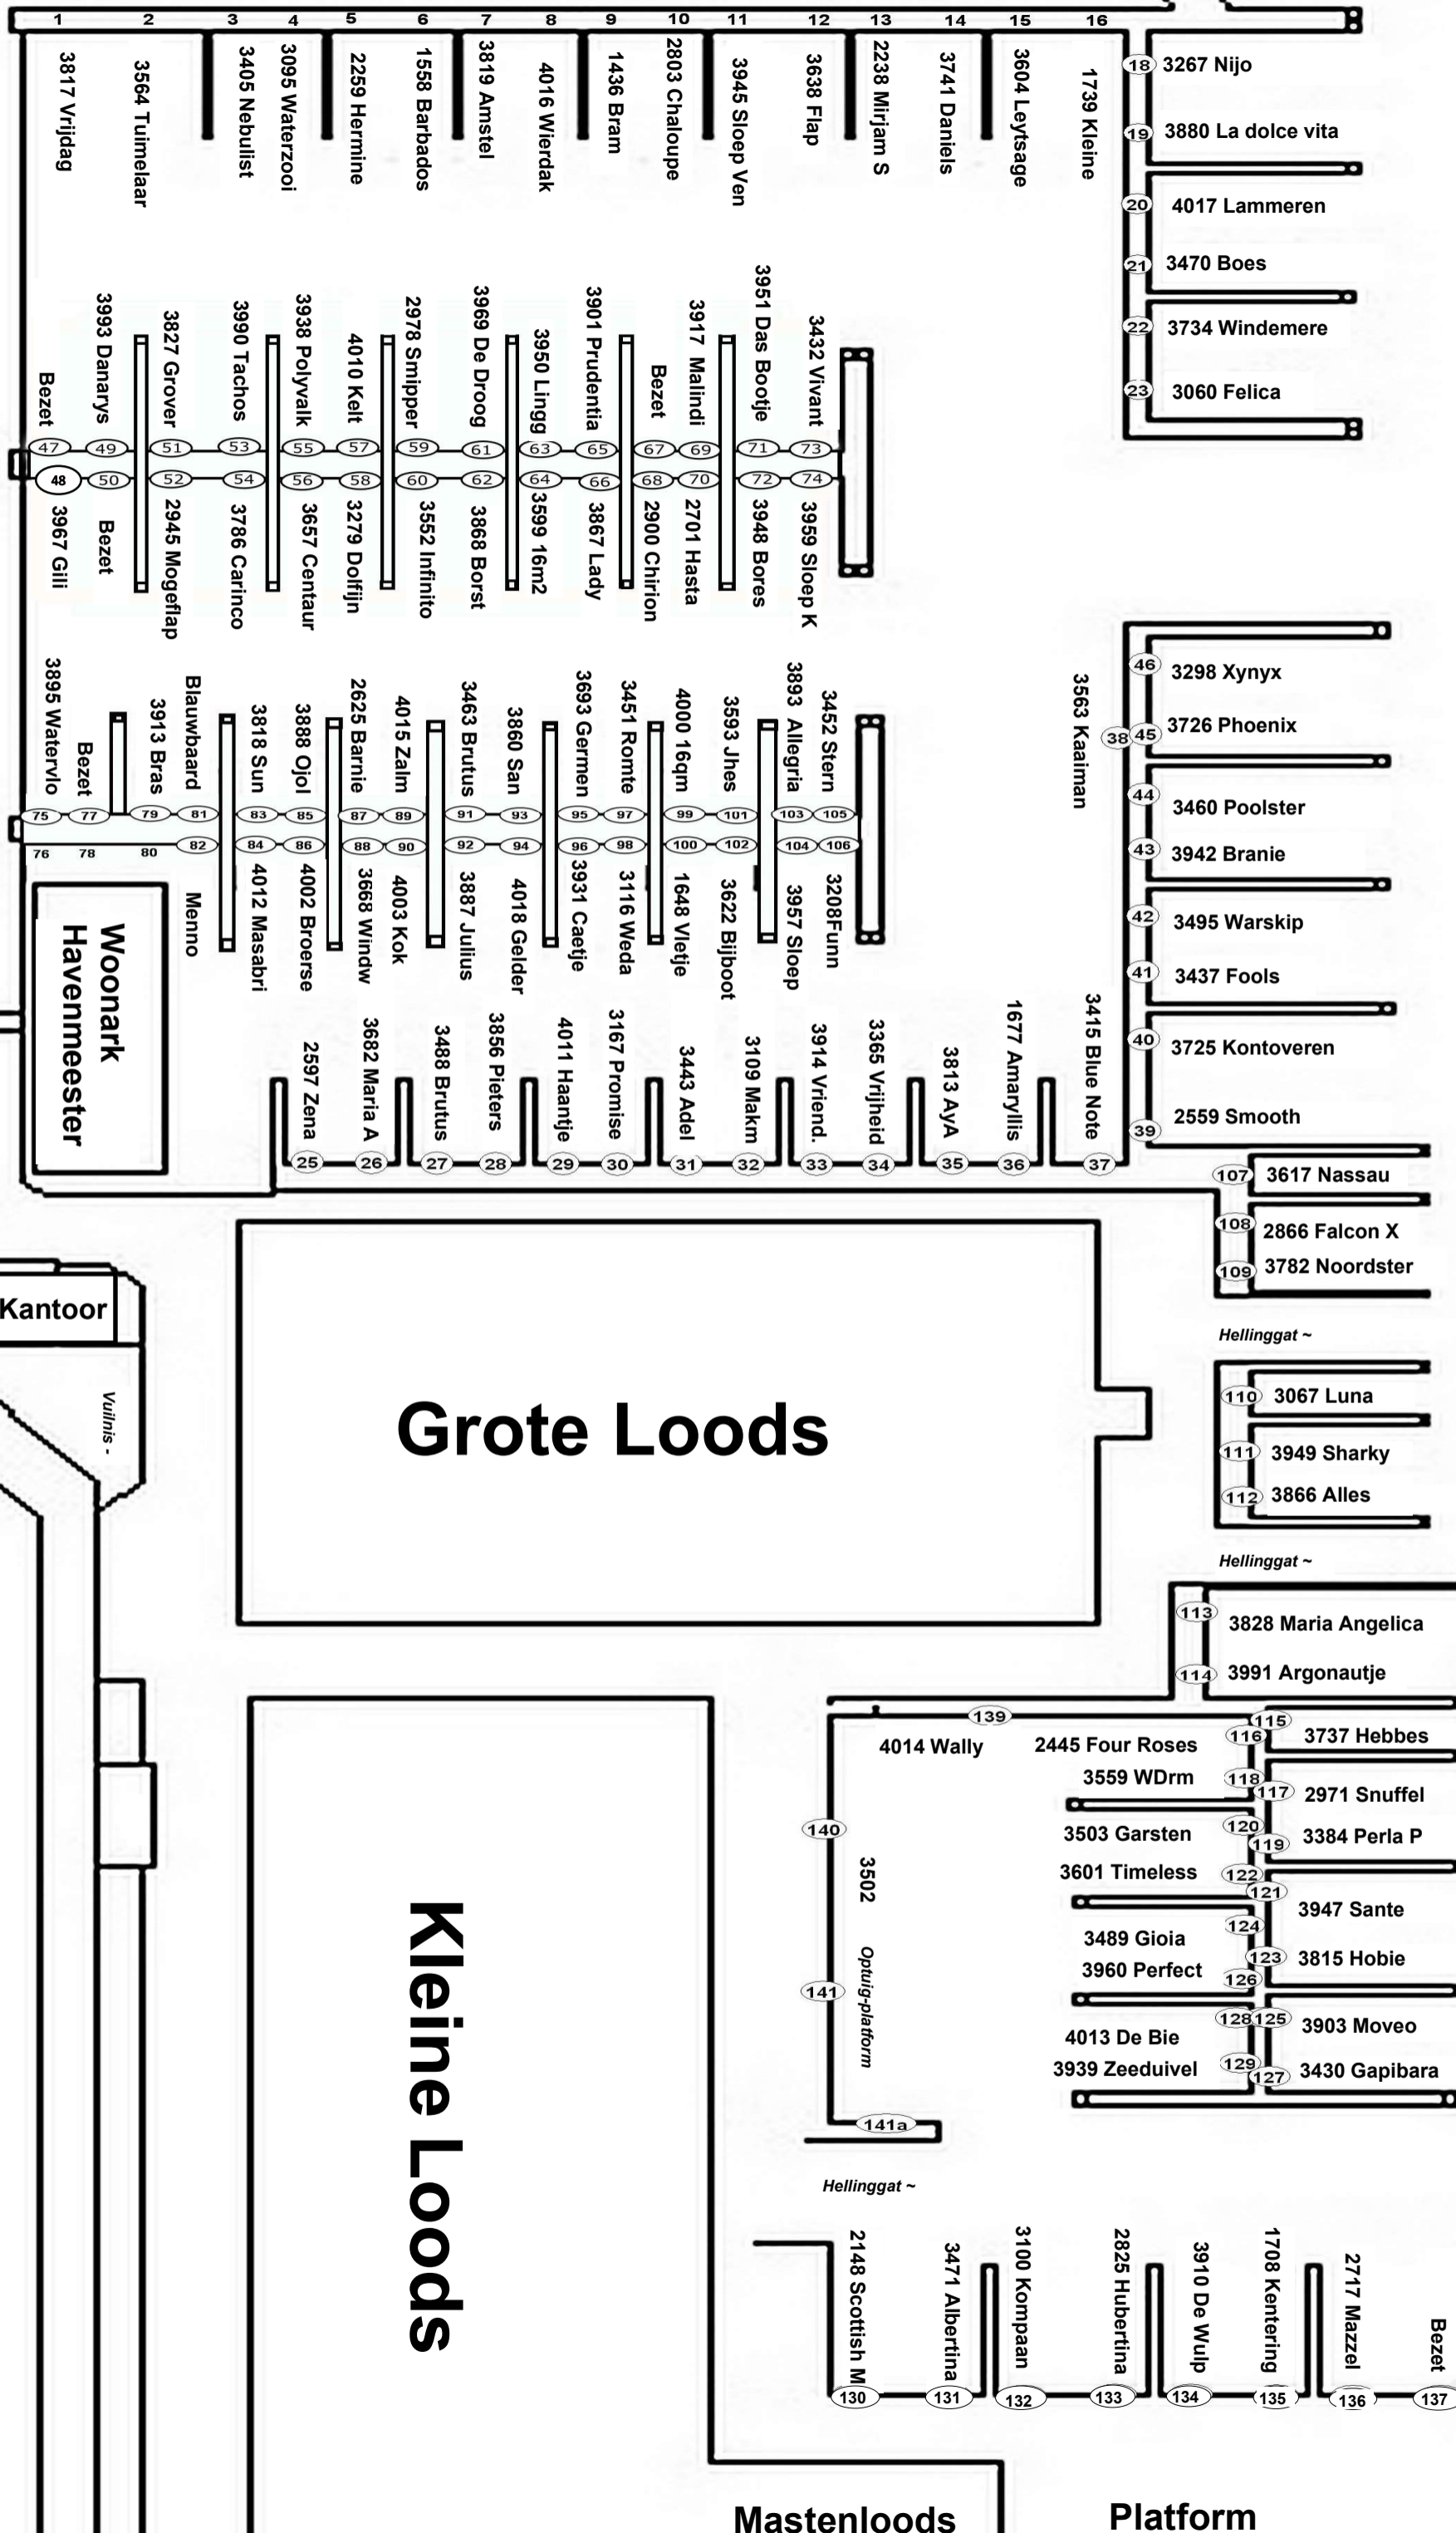 1 2 3 4 5 6 7 8 9 10 11 12 13 14 15 16
3817 Vrijdag
3564 Tuimelaar
3405 Nebulist
3095 Waterzooi
2259 Hermine
1558 Barbados
3819 Amstel
4016 Wierdak
1436 Bram
2803 Chaloupe
3945 Sloep Ven
3638 Flap
2238 Mirjam S
3741 Daniels
3604 Leytsage
1739 Kleine
18 3267 Nijo
19 3880 La dolce vita
20 4017 Lammeren
21 3470 Boes
22 3734 Windemere
23 3060 Felica
Bezet
3993 Danarys
3827 Grover
3990 Tachos
3938 Polyvalk
4010 Kelt
2978 Smipper
3969 De Droog
3950 Lingg
3901 Prudentia
Bezet
3917 Malindi
3951 Das Bootje
3432 Vivant
47 49 51 53 55 57 59 61 63 65 67 69 71 73
48 50 52 54 56 58 60 62 64 66 68 70 72 74
3967 Gili
Bezet
2945 Mogeflap
3786 Carinco
3657 Centaur
3279 Dolfijn
3552 Infinito
3868 Borst
3599 16m2
3867 Lady
2900 Chirion
2701 Hasta
3948 Bores
3959 Sloep K
46 3298 Xynyx
38 45 3726 Phoenix
3563 Kaaiman
44 3460 Poolster
43 3942 Branie
42 3495 Warskip
41 3437 Fools
40 3725 Kontoveren
39 2559 Smooth
3895 Watervlo
Bezet
3913 Bras
Blauwbaard
3818 Sun
3888 Ojol
2625 Barnie
4015 Zalm
3463 Brutus
3860 San
3693 Germen
3451 Romte
4000 16qm
3593 Jhes
3893 Allegria
3452 Stern
75 77 79 81 83 85 87 89 91 93 95 97 99 101 103 105
76 78 80 82 84 86 88 90 92 94 96 98 100 102 104 106
Menno
4012 Masabri
4002 Broerse
3668 Windw
4003 Kok
3887 Julius
4018 Gelder
3931 Caetje
3116 Weda
1648 Vletje
3622 Bijboot
3957 Sloep
3208Funn
Woonark
Havenmeester
2597 Zena
3682 Maria A
3488 Brutus
3856 Pieters
4011 Haantje
3167 Promise
3443 Adel
3109 Makm
3914 Vriend.
3365 Vrijheid
3813 AyA
1677 Amaryllis
3415 Blue Note
25 26 27 28 29 30 31 32 33 34 35 36 37
107 3617 Nassau
108 2866 Falcon X
109 3782 Noordster
Kantoor
Vuilnis -
Grote Loods
Hellinggat ~
110 3067 Luna
111 3949 Sharky
112 3866 Alles
Hellinggat ~
113 3828 Maria Angelica
114 3991 Argonautje
139
4014 Wally
2445 Four Roses 116 115 3737 Hebbes
3559 WDrm 118 117 2971 Snuffel
3503 Garsten 120 119 3384 Perla P
3601 Timeless 122 121 3947 Sante
3489 Gioia 124 123 3815 Hobie
3960 Perfect 126
4013 De Bie 128 125 3903 Moveo
3939 Zeeduivel 129 127 3430 Gapibara
140
3502
141
Optuig-platform
141a
Hellinggat ~
Kleine Loods
2148 Scottish M
3471 Albertina
3100 Kompaan
2825 Hubertina
3910 De Wulp
1708 Kentering
2717 Mazzel
Bezet
130 131 132 133 134 135 136 137
Mastenloods
Platform